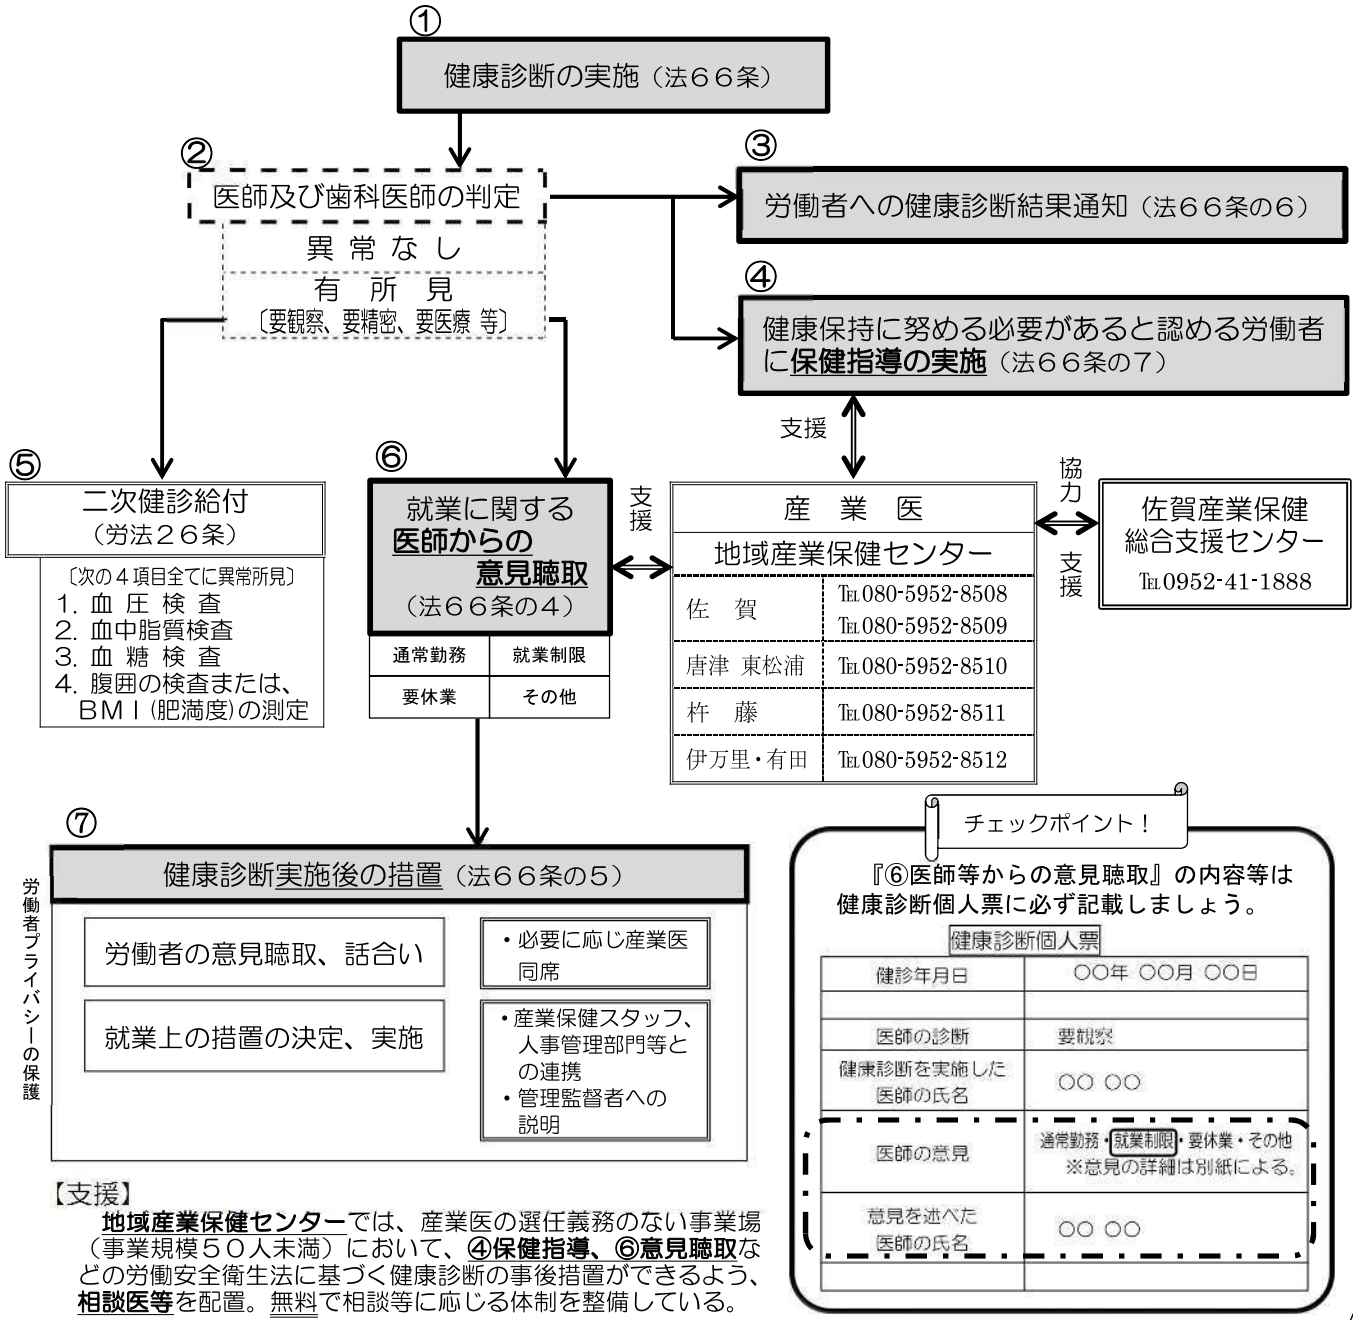 ①
健康診断の実施（法６６条）
②
医師及び歯科医師の判定
異 常 な し
有 所 見
〔要観察、要精密、要医療 等〕
③
労働者への健康診断結果通知（法６６条の６）
④
健康保持に努める必要があると認める労働者
に保健指導の実施（法６６条の７）
支援
⑤
二次健診給付
（労法２６条）
〔次の４項目全てに異常所見〕
１. 血 圧 検 査
２. 血中脂質検査
３. 血 糖 検 査
４. 腹囲の検査または、
ＢＭＩ(肥満度)の測定
⑥
就業に関する
医師からの
意見聴取
（法６６条の４）
通常勤務 就業制限
要休業 その他
支援
産 業 医
地域産業保健センター
佐 賀 ℡080-5952-8508
℡080-5952-8509
唐津 東松浦 ℡080-5952-8510
杵 藤 ℡080-5952-8511
伊万里・有田 ℡080-5952-8512
協力
支援
佐賀産業保健
総合支援センター
℡0952-41-1888
⑦
健康診断実施後の措置（法６６条の５）
労働者プライバシーの保護
労働者の意見聴取、話合い
・必要に応じ産業医
同席
就業上の措置の決定、実施
・産業保健スタッフ、
人事管理部門等と
の連携
・管理監督者への
説明
【支援】
地域産業保健センターでは、産業医の選任義務のない事業場
（事業規模５０人未満）において、④保健指導、⑥意見聴取な
どの労働安全衛生法に基づく健康診断の事後措置ができるよう、
相談医等を配置。無料で相談等に応じる体制を整備している。
チェックポイント！
『⑥医師等からの意見聴取』の内容等は
健康診断個人票に必ず記載しましょう。
健康診断個人票
健診年月日 〇〇年 〇〇月 〇〇日
医師の診断 要観察
健康診断を実施した
医師の氏名 〇〇 〇〇
医師の意見 通常勤務・就業制限・要休業・その他
※意見の詳細は別紙による。
意見を述べた
医師の氏名 〇〇 〇〇